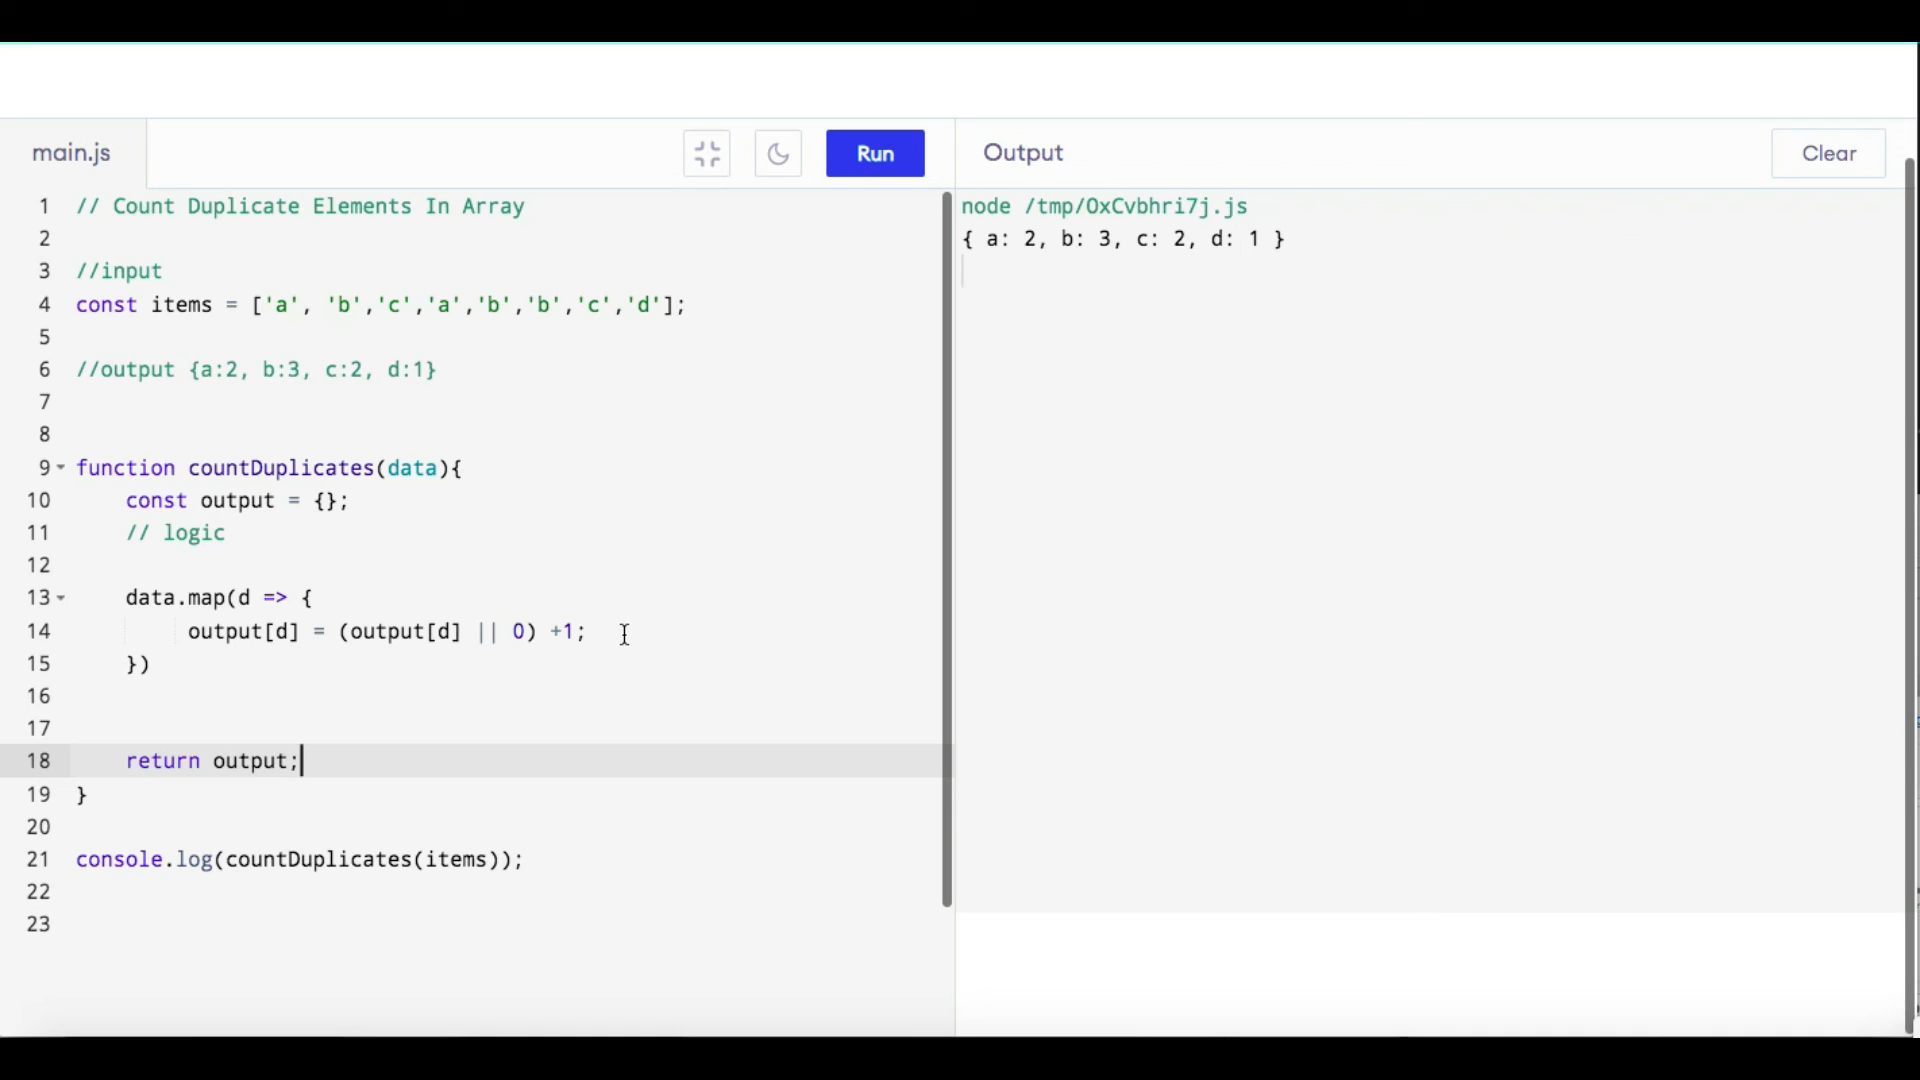 main.js
Run
Output
Clear
1 // Count Duplicate Elements In Array
2
3 //input
4 const items = ['a', 'b','c','a','b','b','c','d'];
5
6 //output {a:2, b:3, c:2, d:1}
7
8
9 function countDuplicates(data){
10 const output = {};
11 // logic
12
13 data.map(d => {
14 output[d] = (output[d] || 0) +1;
15 })
16
17
18 return output;
19 }
20
21 console.log(countDuplicates(items));
22
23
node /tmp/OxCvbhri7j.js
{ a: 2, b: 3, c: 2, d: 1 }